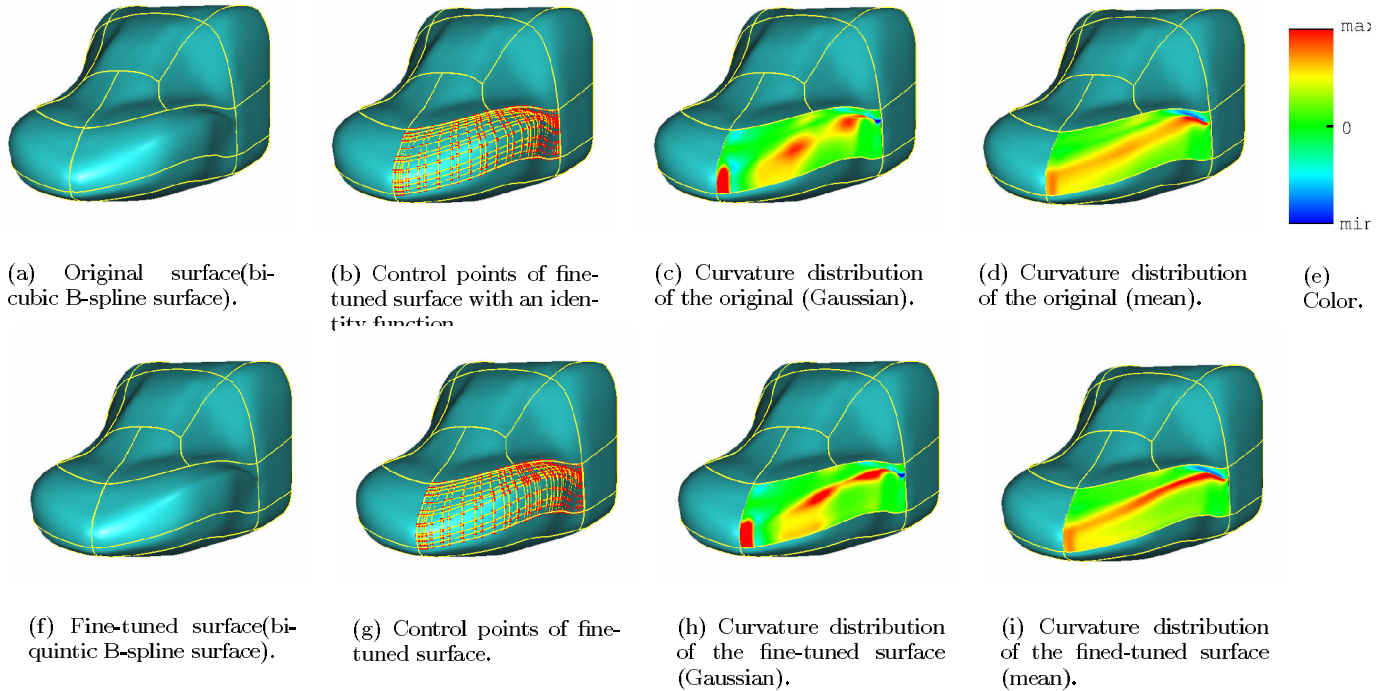 max
0
min
(a) Original surface(bi-
cubic B-spline surface).
(b) Control points of fine-
tuned surface with an iden-
tity function
(c) Curvature distribution
of the original (Gaussian).
(d) Curvature distribution
of the original (mean).
(e)
Color.
(f) Fine-tuned surface(bi-
quintic B-spline surface).
(g) Control points of fine-
tuned surface.
(h) Curvature distribution
of the fine-tuned surface
(Gaussian).
(i) Curvature distribution
of the fined-tuned surface
(mean).